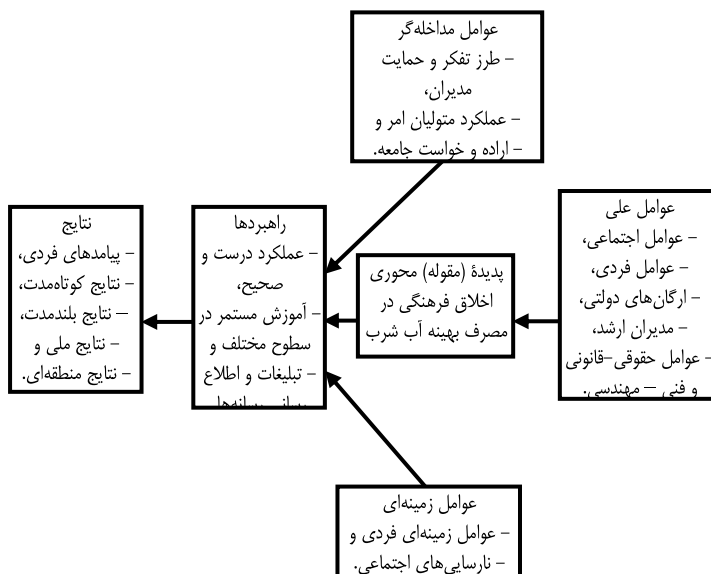 عوامل مداخله‌گر
– طرز تفکر و حمایت
مدیران،
– عملکرد متولیان امر و
– اراده و خواست جامعه.
عوامل علی
– عوامل اجتماعی،
– عوامل فردی،
– ارگان‌های دولتی،
– مدیران ارشد،
– عوامل حقوقی–قانونی
و فنی – مهندسی.
پدیدۀ (مقوله) محوری
اخلاق فرهنگی در
مصرف بهینه آب شرب
راهبردها
– عملکرد درست و
صحیح،
– آموزش مستمر در
سطوح مختلف و
– تبلیغات و اطلاع
نتایج
– پیامدهای فردی،
– نتایج کوتاه‌مدت،
– نتایج بلندمدت،
– نتایج ملی و
– نتایج منطقه‌ای.
عوامل زمینه‌ای
– عوامل زمینه‌ای فردی و
– نارسایی‌های اجتماعی.